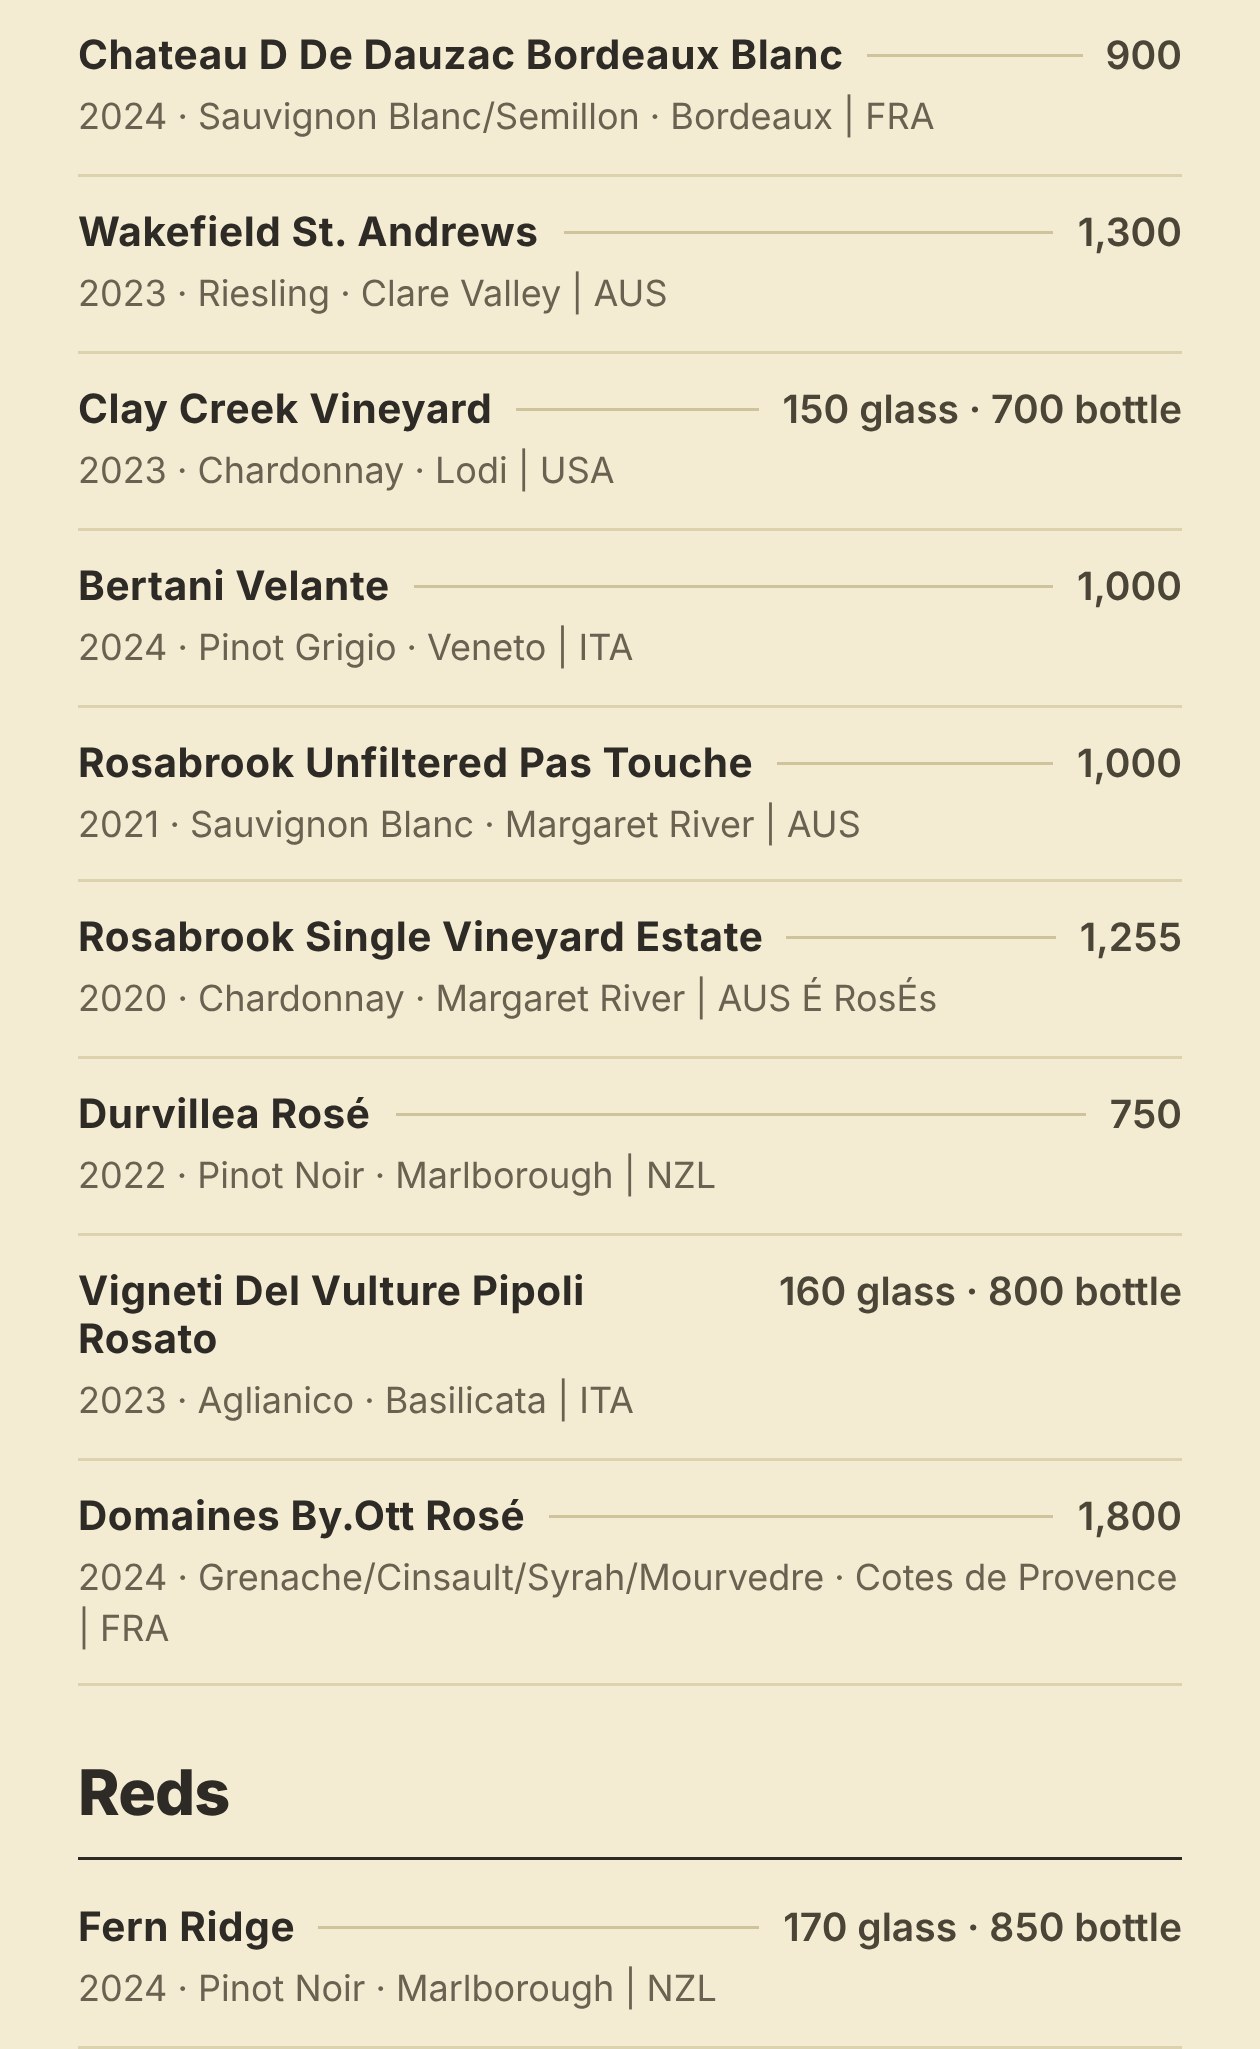 Chateau D De Dauzac Bordeaux Blanc 900
2024 · Sauvignon Blanc/Semillon · Bordeaux | FRA
Wakefield St. Andrews 1,300
2023 · Riesling · Clare Valley | AUS
Clay Creek Vineyard 150 glass · 700 bottle
2023 · Chardonnay · Lodi | USA
Bertani Velante 1,000
2024 · Pinot Grigio · Veneto | ITA
Rosabrook Unfiltered Pas Touche 1,000
2021 · Sauvignon Blanc · Margaret River | AUS
Rosabrook Single Vineyard Estate 1,255
2020 · Chardonnay · Margaret River | AUS É RosÉs
Durvillea Rosé 750
2022 · Pinot Noir · Marlborough | NZL
Vigneti Del Vulture Pipoli 160 glass · 800 bottle
Rosato
2023 · Aglianico · Basilicata | ITA
Domaines By.Ott Rosé 1,800
2024 · Grenache/Cinsault/Syrah/Mourvedre · Cotes de Provence
| FRA
Reds
Fern Ridge 170 glass · 850 bottle
2024 · Pinot Noir · Marlborough | NZL